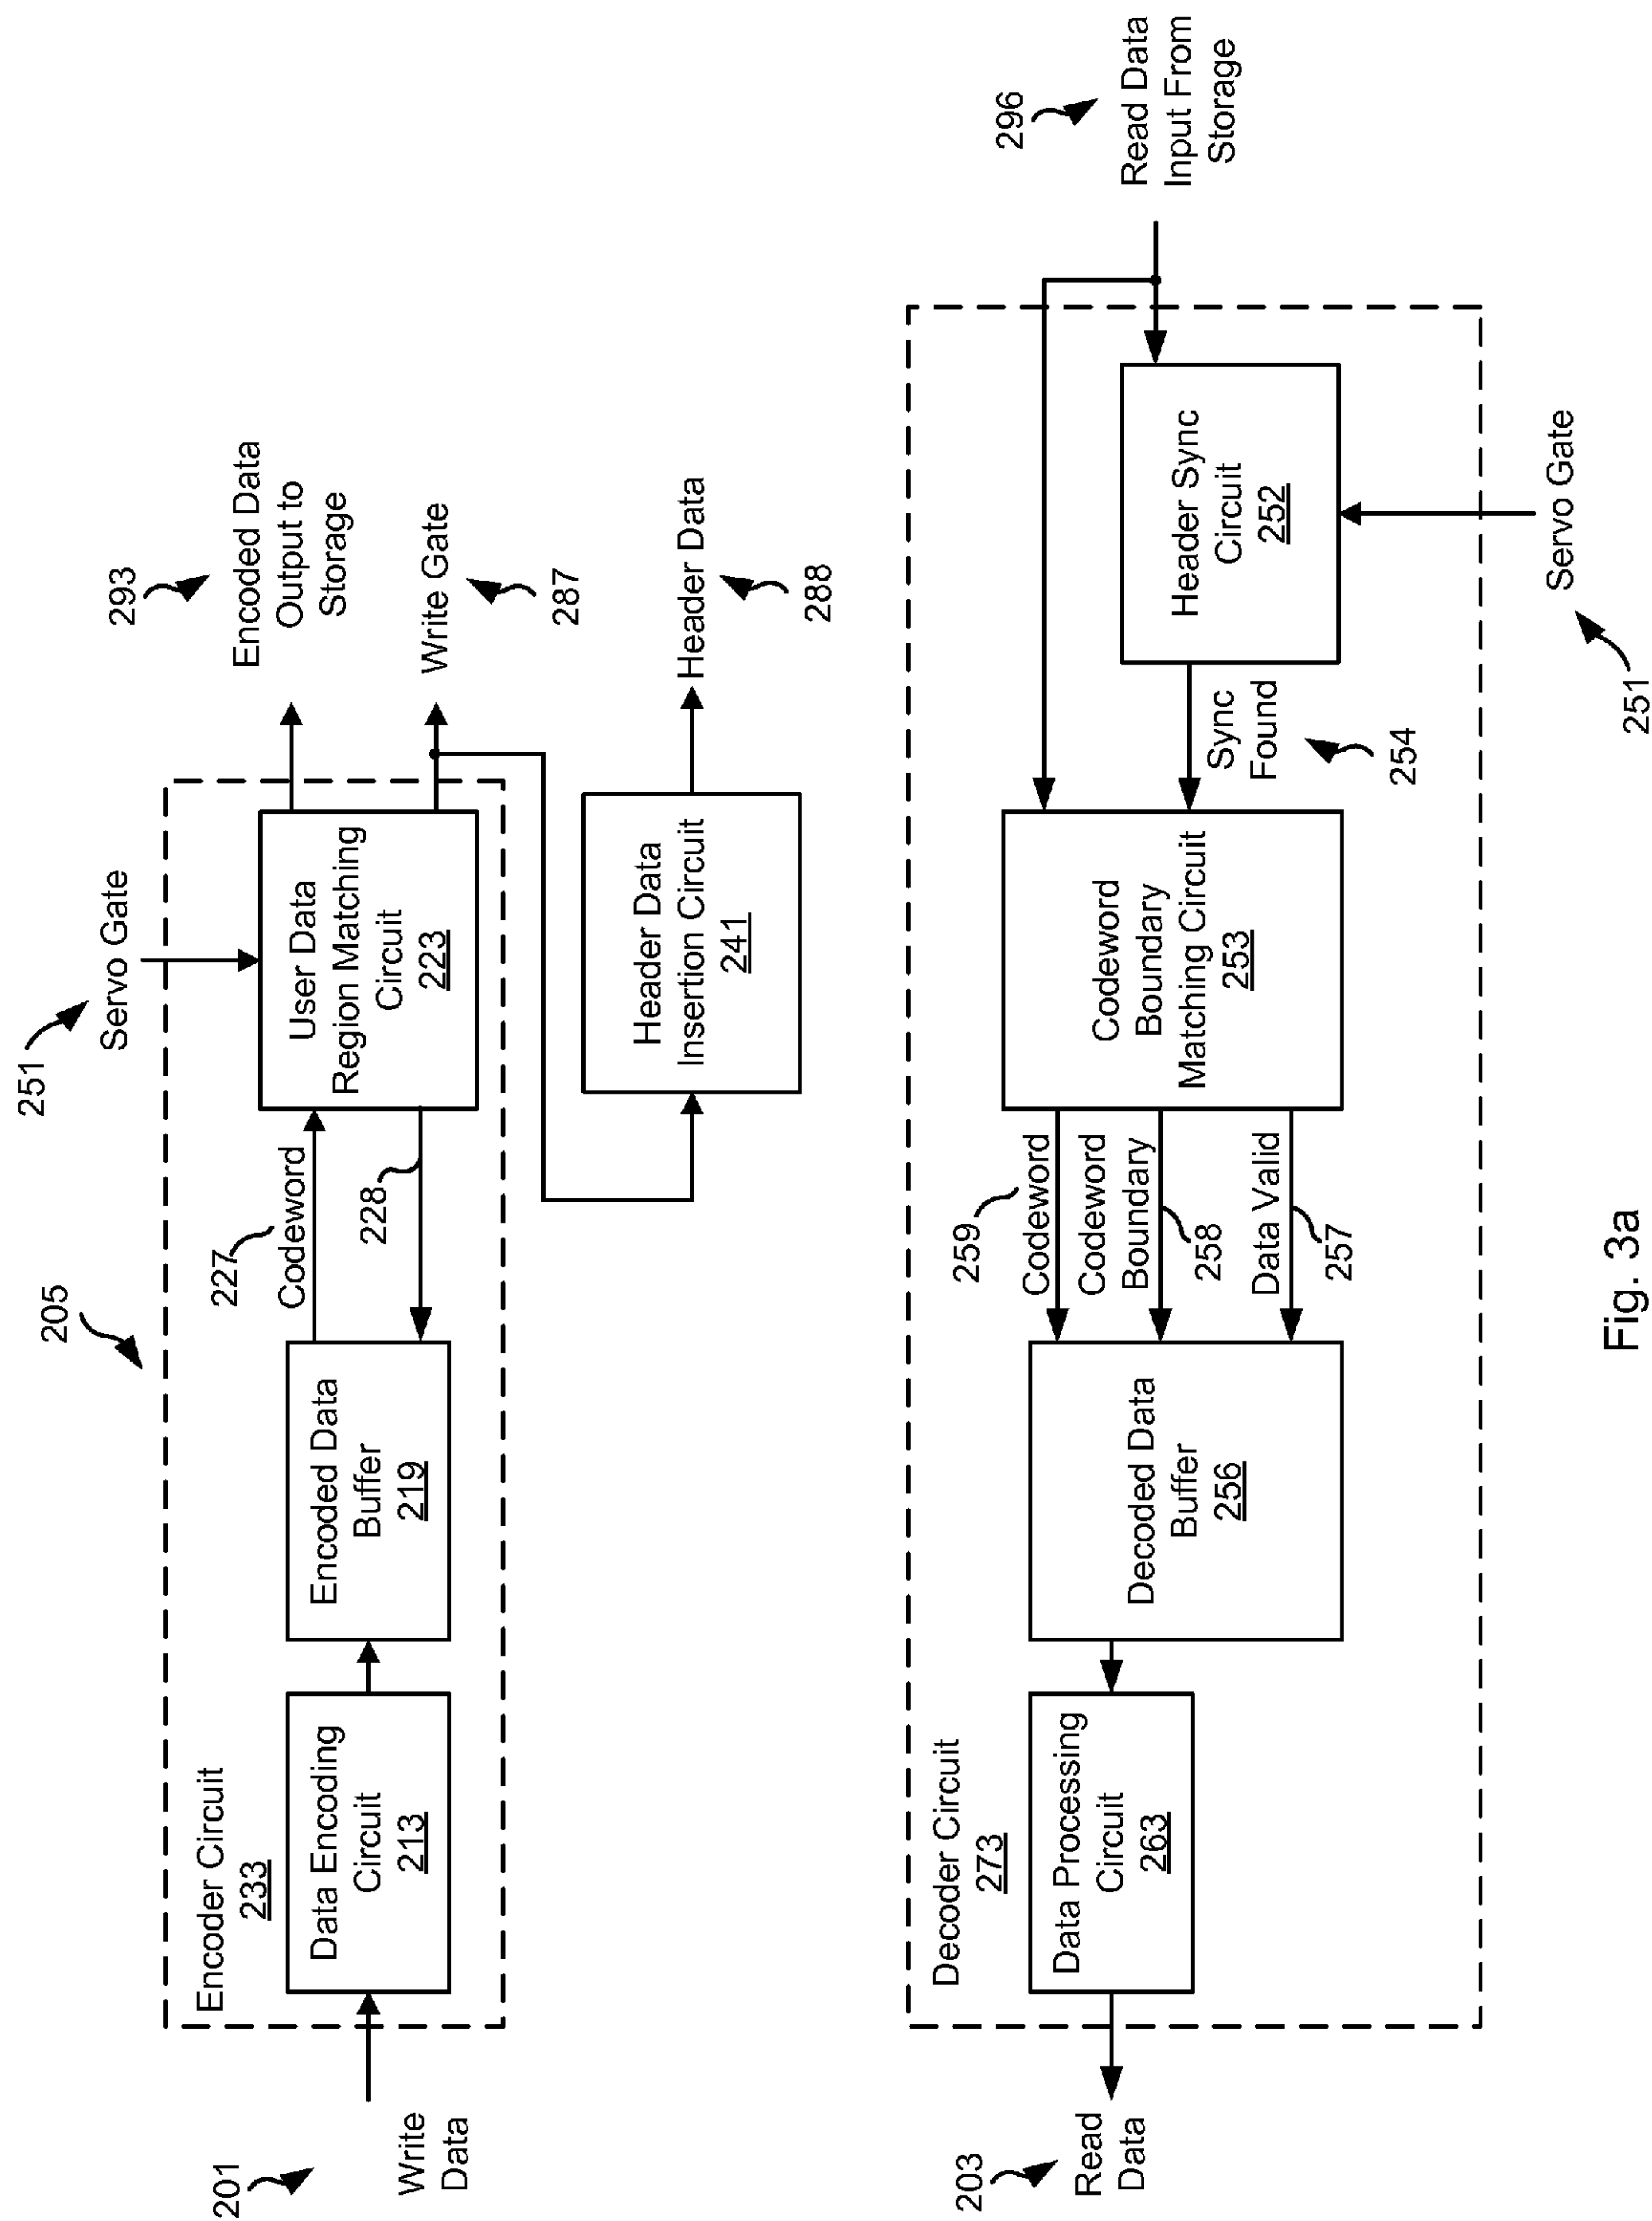 205
201
Write
Data
Encoder Circuit
233
Data Encoding
Circuit
213
Encoded Data
Buffer
219
227
Codeword
228
251
Servo Gate
User Data
Region Matching
Circuit
223
293
Encoded Data
Output to
Storage
Write Gate
287
Header Data
Insertion Circuit
241
Header Data
288
203
Read
Data
Decoder Circuit
273
Data Processing
Circuit
263
Decoded Data
Buffer
256
259
Codeword
Codeword
Boundary
258
Data Valid
257
Codeword
Boundary
Matching Circuit
253
Sync
Found
254
Header Sync
Circuit
252
296
Read Data
Input From
Storage
Servo Gate
251
Fig. 3a